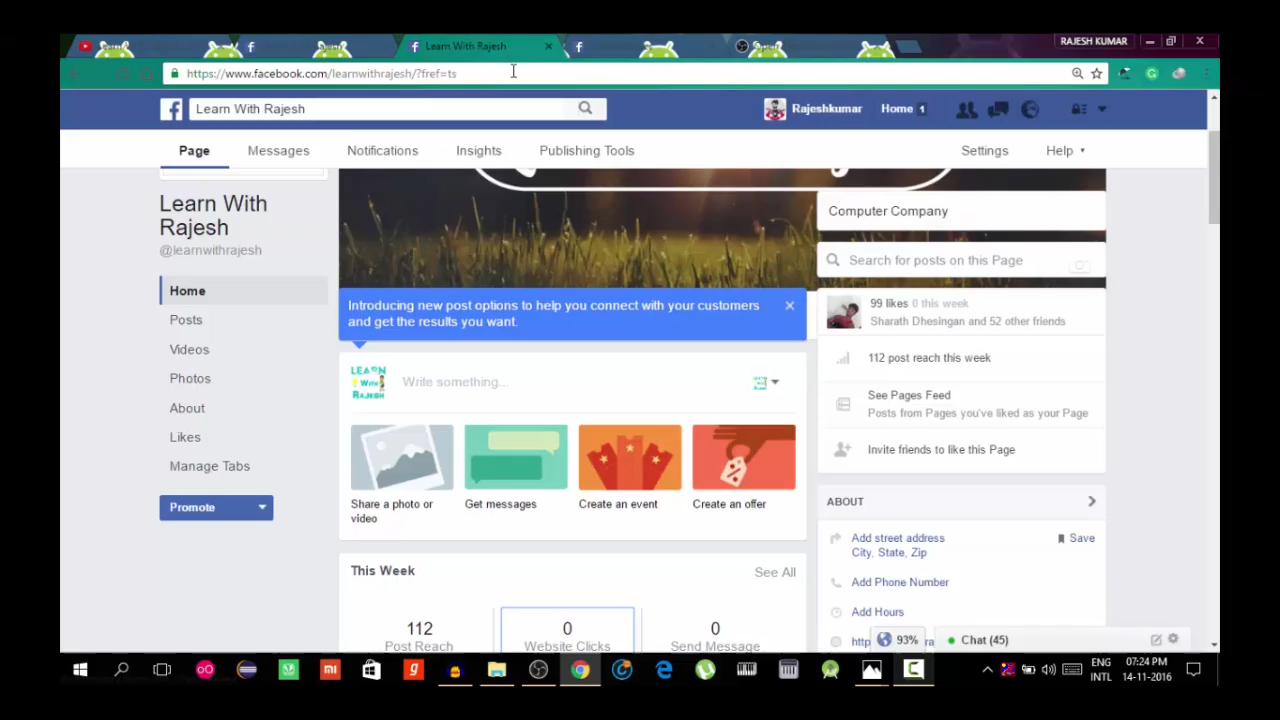 Learn With Rajesh
RAJESH KUMAR
https://www.facebook.com/learnwithrajesh/?fref=ts
Learn With Rajesh
Rajeshkumar
Home 1
Page
Messages
Notifications
Insights
Publishing Tools
Settings
Help
Learn With
Rajesh
@learnwithrajesh
Home
Posts
Videos
Photos
About
Likes
Manage Tabs
Promote
Introducing new post options to help you connect with your customers
and get the results you want.
LEARN
With
RAJESH
Write something...
Share a photo or
video
Get messages
Create an event
Create an offer
This Week
See All
112
Post Reach
0
Website Clicks
0
Send Message
Computer Company
Search for posts on this Page
99 likes 0 this week
Sharath Dhesingan and 52 other friends
112 post reach this week
See Pages Feed
Posts from Pages you've liked as your Page
Invite friends to like this Page
ABOUT
Add street address
City, State, Zip
Save
Add Phone Number
Add Hours
93%
Chat (45)
ENG
INTL
07:24 PM
14-11-2016